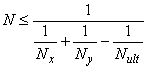 N ≤ 1 / (1/N_x + 1/N_y − 1/N_ult)